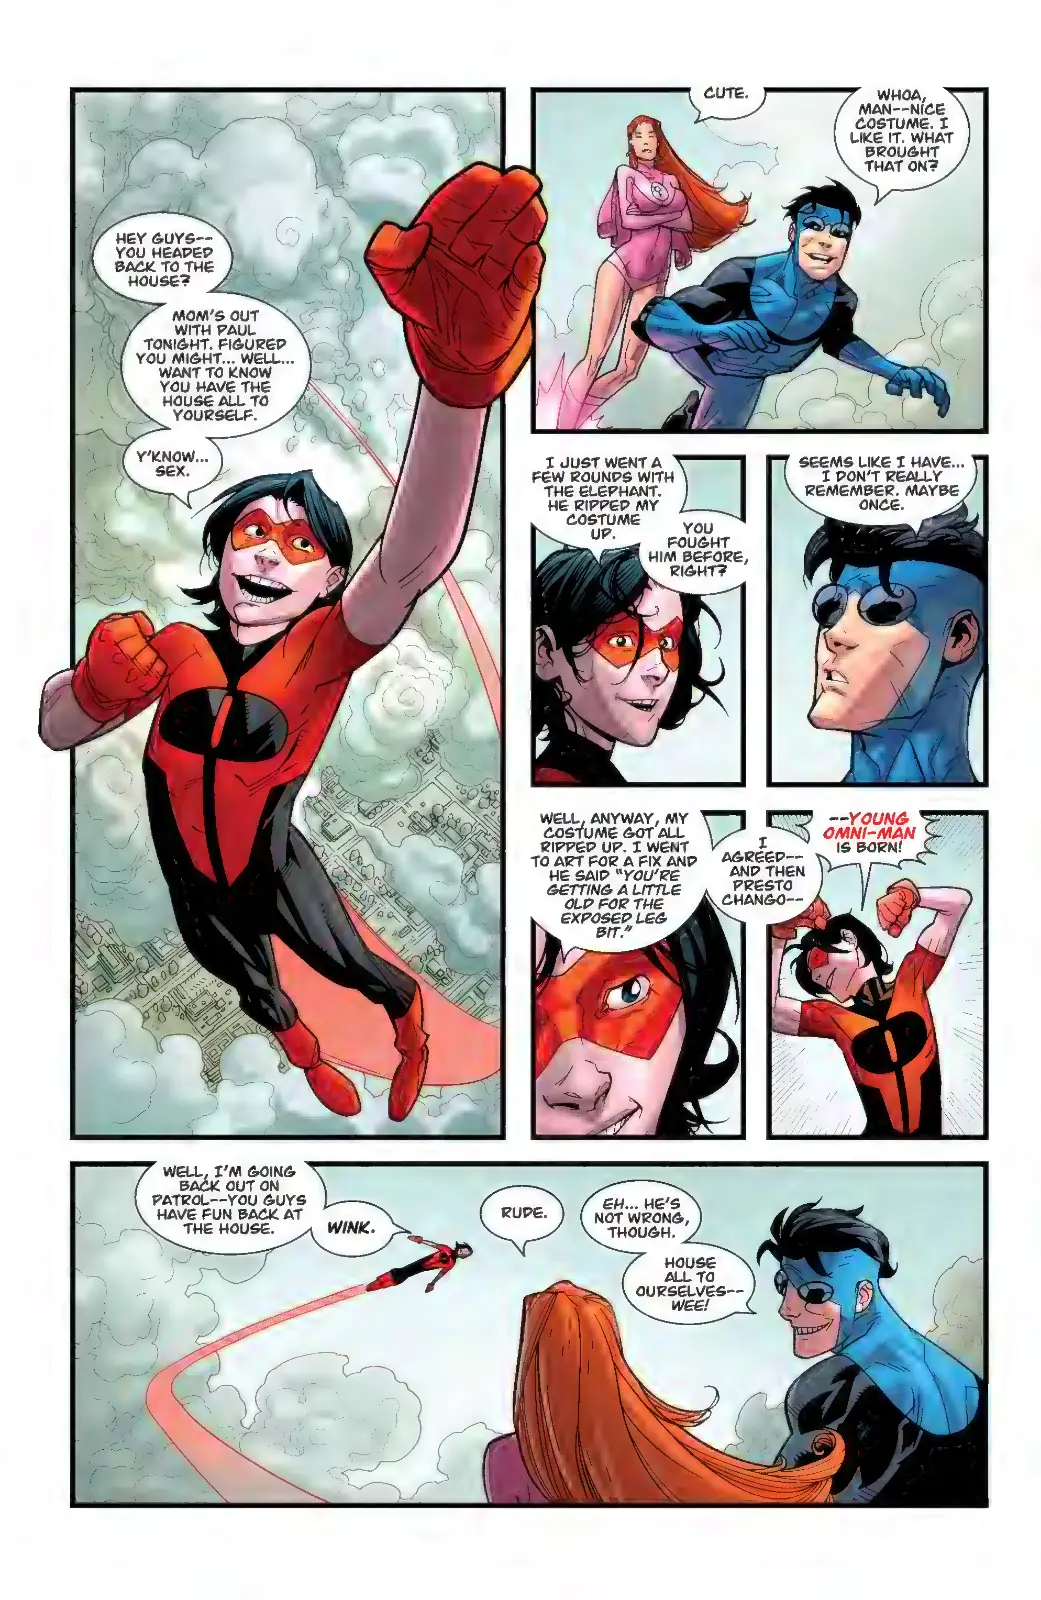 HEY GUYS--
YOU HEADED
BACK TO THE
HOUSE?
MOM'S OUT
WITH PAUL
TONIGHT. FIGURED
YOU MIGHT... WELL...
WANT TO KNOW
YOU HAVE THE
HOUSE ALL TO
YOURSELF.
Y'KNOW...
SEX.
CUTE.
WHOA,
MAN--NICE
COSTUME. I
LIKE IT. WHAT
BROUGHT
THAT ON?
I JUST WENT A
FEW ROUNDS WITH
THE ELEPHANT.
HE RIPPED MY
COSTUME
UP.
YOU
FOUGHT
HIM BEFORE,
RIGHT?
SEEMS LIKE I HAVE...
I DON'T REALLY
REMEMBER. MAYBE
ONCE.
WELL, ANYWAY, MY
COSTUME GOT ALL
RIPPED UP. I WENT
TO ART FOR A FIX AND
HE SAID "YOU'RE
GETTING A LITTLE
OLD FOR THE
EXPOSED LEG
BIT."
I
AGREED--
AND THEN
PRESTO
CHANGO--
--YOUNG
OMNI-MAN
IS BORN!
WELL, I'M GOING
BACK OUT ON
PATROL--YOU GUYS
HAVE FUN BACK AT
THE HOUSE.
WINK.
RUDE.
EH... HE'S
NOT WRONG,
THOUGH.
HOUSE
ALL TO
OURSELVES--
WEE!